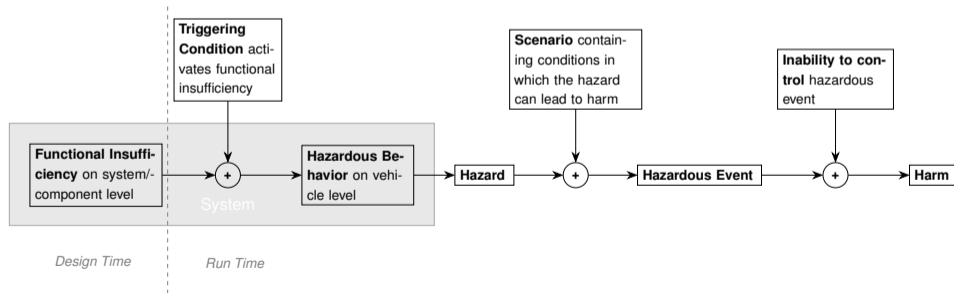 Triggering
Condition acti-
vates functional
insufficiency
Scenario contain-
ing conditions in
which the hazard
can lead to harm
Inability to con-
trol hazardous
event
Functional Insuffi-
ciency on system/-
component level
+
Hazardous Be-
havior on vehi-
cle level
System
Hazard
+
Hazardous Event
+
Harm
Design Time
Run Time